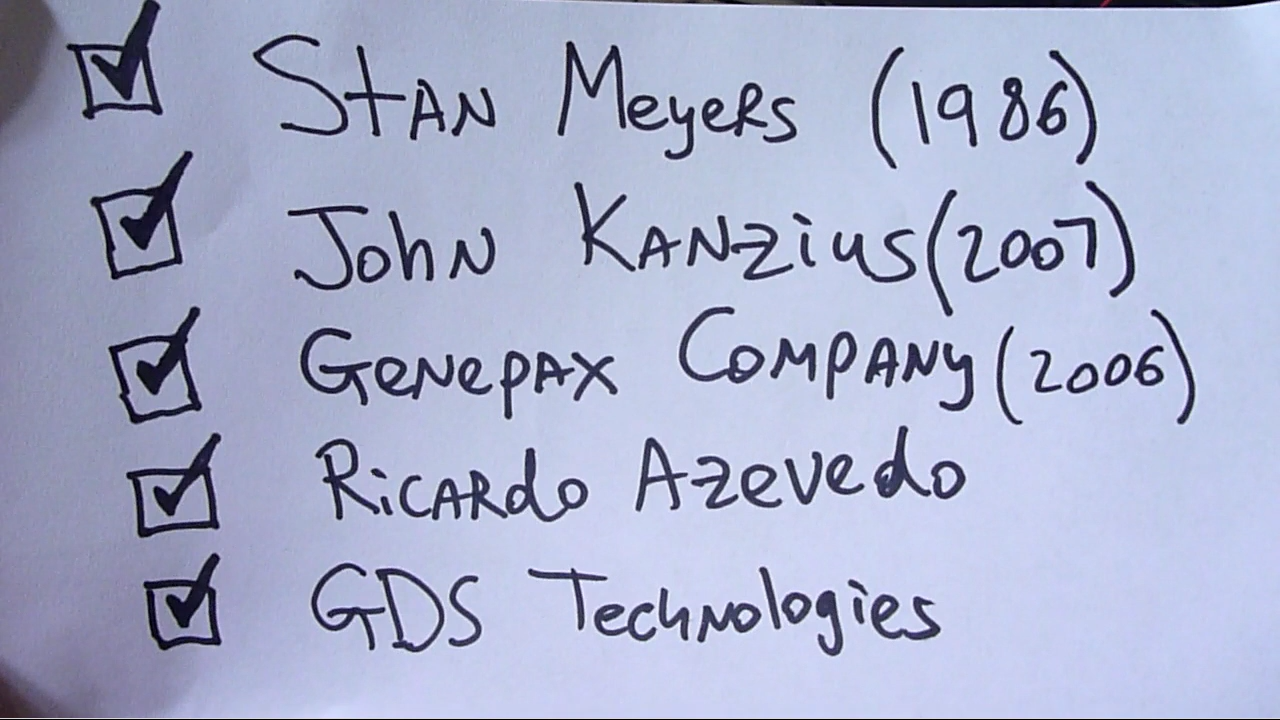 Stan Meyers (1986)
John Kanzius (2007)
Genepax Company (2006)
Ricardo Azevedo
GDS Technologies